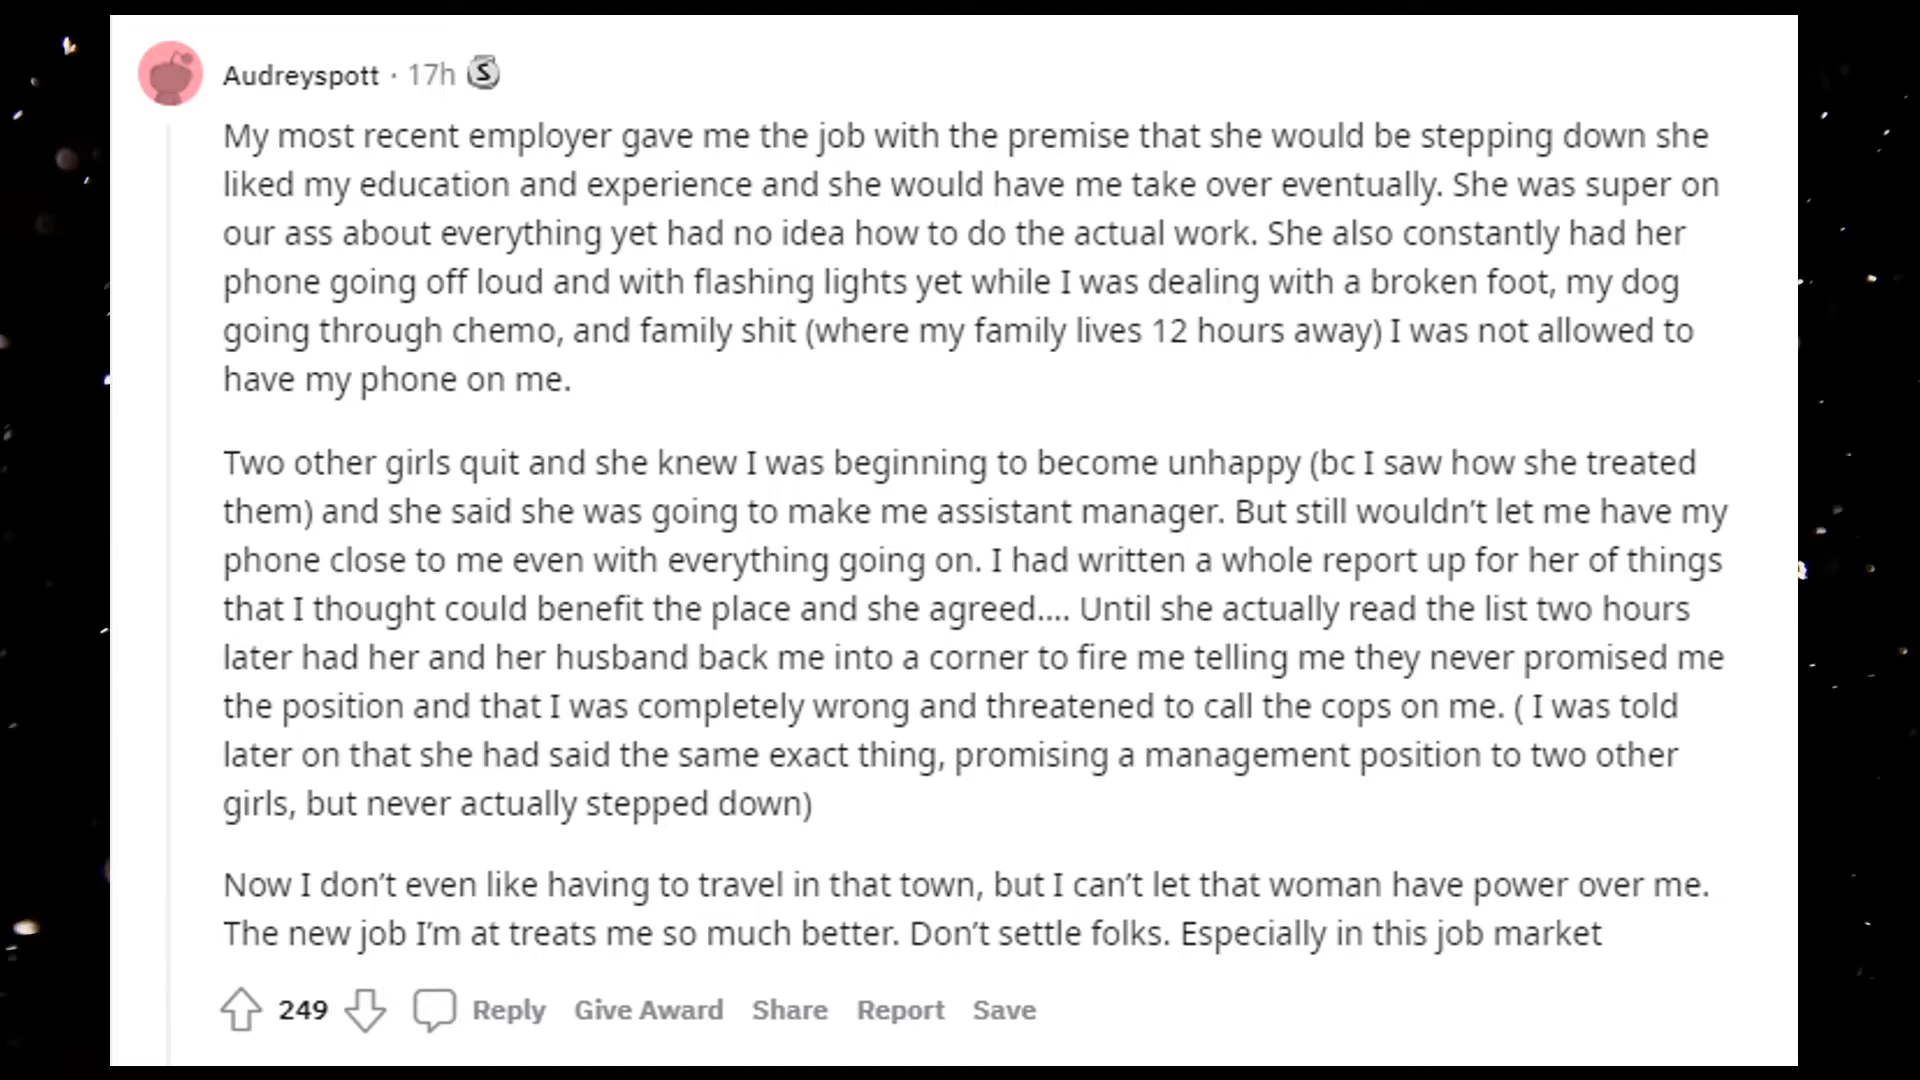 Audreyspott · 17h S
My most recent employer gave me the job with the premise that she would be stepping down she
liked my education and experience and she would have me take over eventually. She was super on
our ass about everything yet had no idea how to do the actual work. She also constantly had her
phone going off loud and with flashing lights yet while I was dealing with a broken foot, my dog
going through chemo, and family shit (where my family lives 12 hours away) I was not allowed to
have my phone on me.
Two other girls quit and she knew I was beginning to become unhappy (bc I saw how she treated
them) and she said she was going to make me assistant manager. But still wouldn’t let me have my
phone close to me even with everything going on. I had written a whole report up for her of things
that I thought could benefit the place and she agreed.... Until she actually read the list two hours
later had her and her husband back me into a corner to fire me telling me they never promised me
the position and that I was completely wrong and threatened to call the cops on me. ( I was told
later on that she had said the same exact thing, promising a management position to two other
girls, but never actually stepped down)
Now I don’t even like having to travel in that town, but I can’t let that woman have power over me.
The new job I’m at treats me so much better. Don’t settle folks. Especially in this job market
249 Reply Give Award Share Report Save